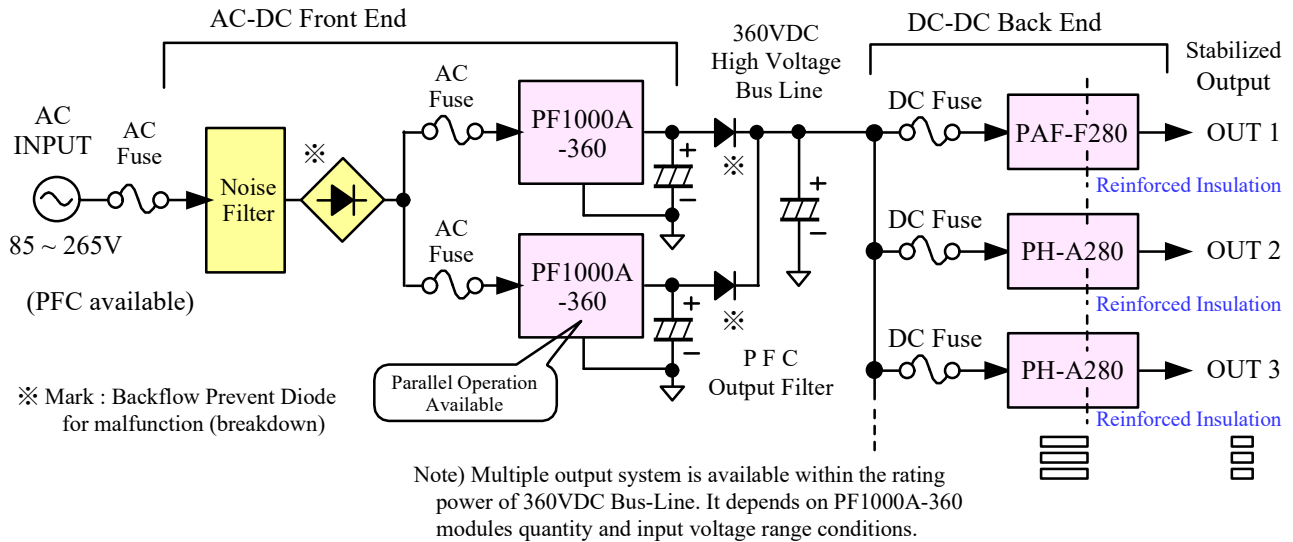 AC-DC Front End
360VDC
High Voltage
Bus Line
DC-DC Back End
Stabilized
Output
AC
INPUT
85 ~ 265V
(PFC available)
AC
Fuse
Noise
Filter
※
AC
Fuse
PF1000A
-360
+
−
※
AC
Fuse
PF1000A
-360
+
−
※
Parallel Operation
Available
P F C
Output Filter
+
−
DC Fuse
PAF-F280
OUT 1
Reinforced Insulation
DC Fuse
PH-A280
OUT 2
Reinforced Insulation
DC Fuse
PH-A280
OUT 3
Reinforced Insulation
※ Mark : Backflow Prevent Diode
for malfunction (breakdown)
Note) Multiple output system is available within the rating
power of 360VDC Bus-Line. It depends on PF1000A-360
modules quantity and input voltage range conditions.